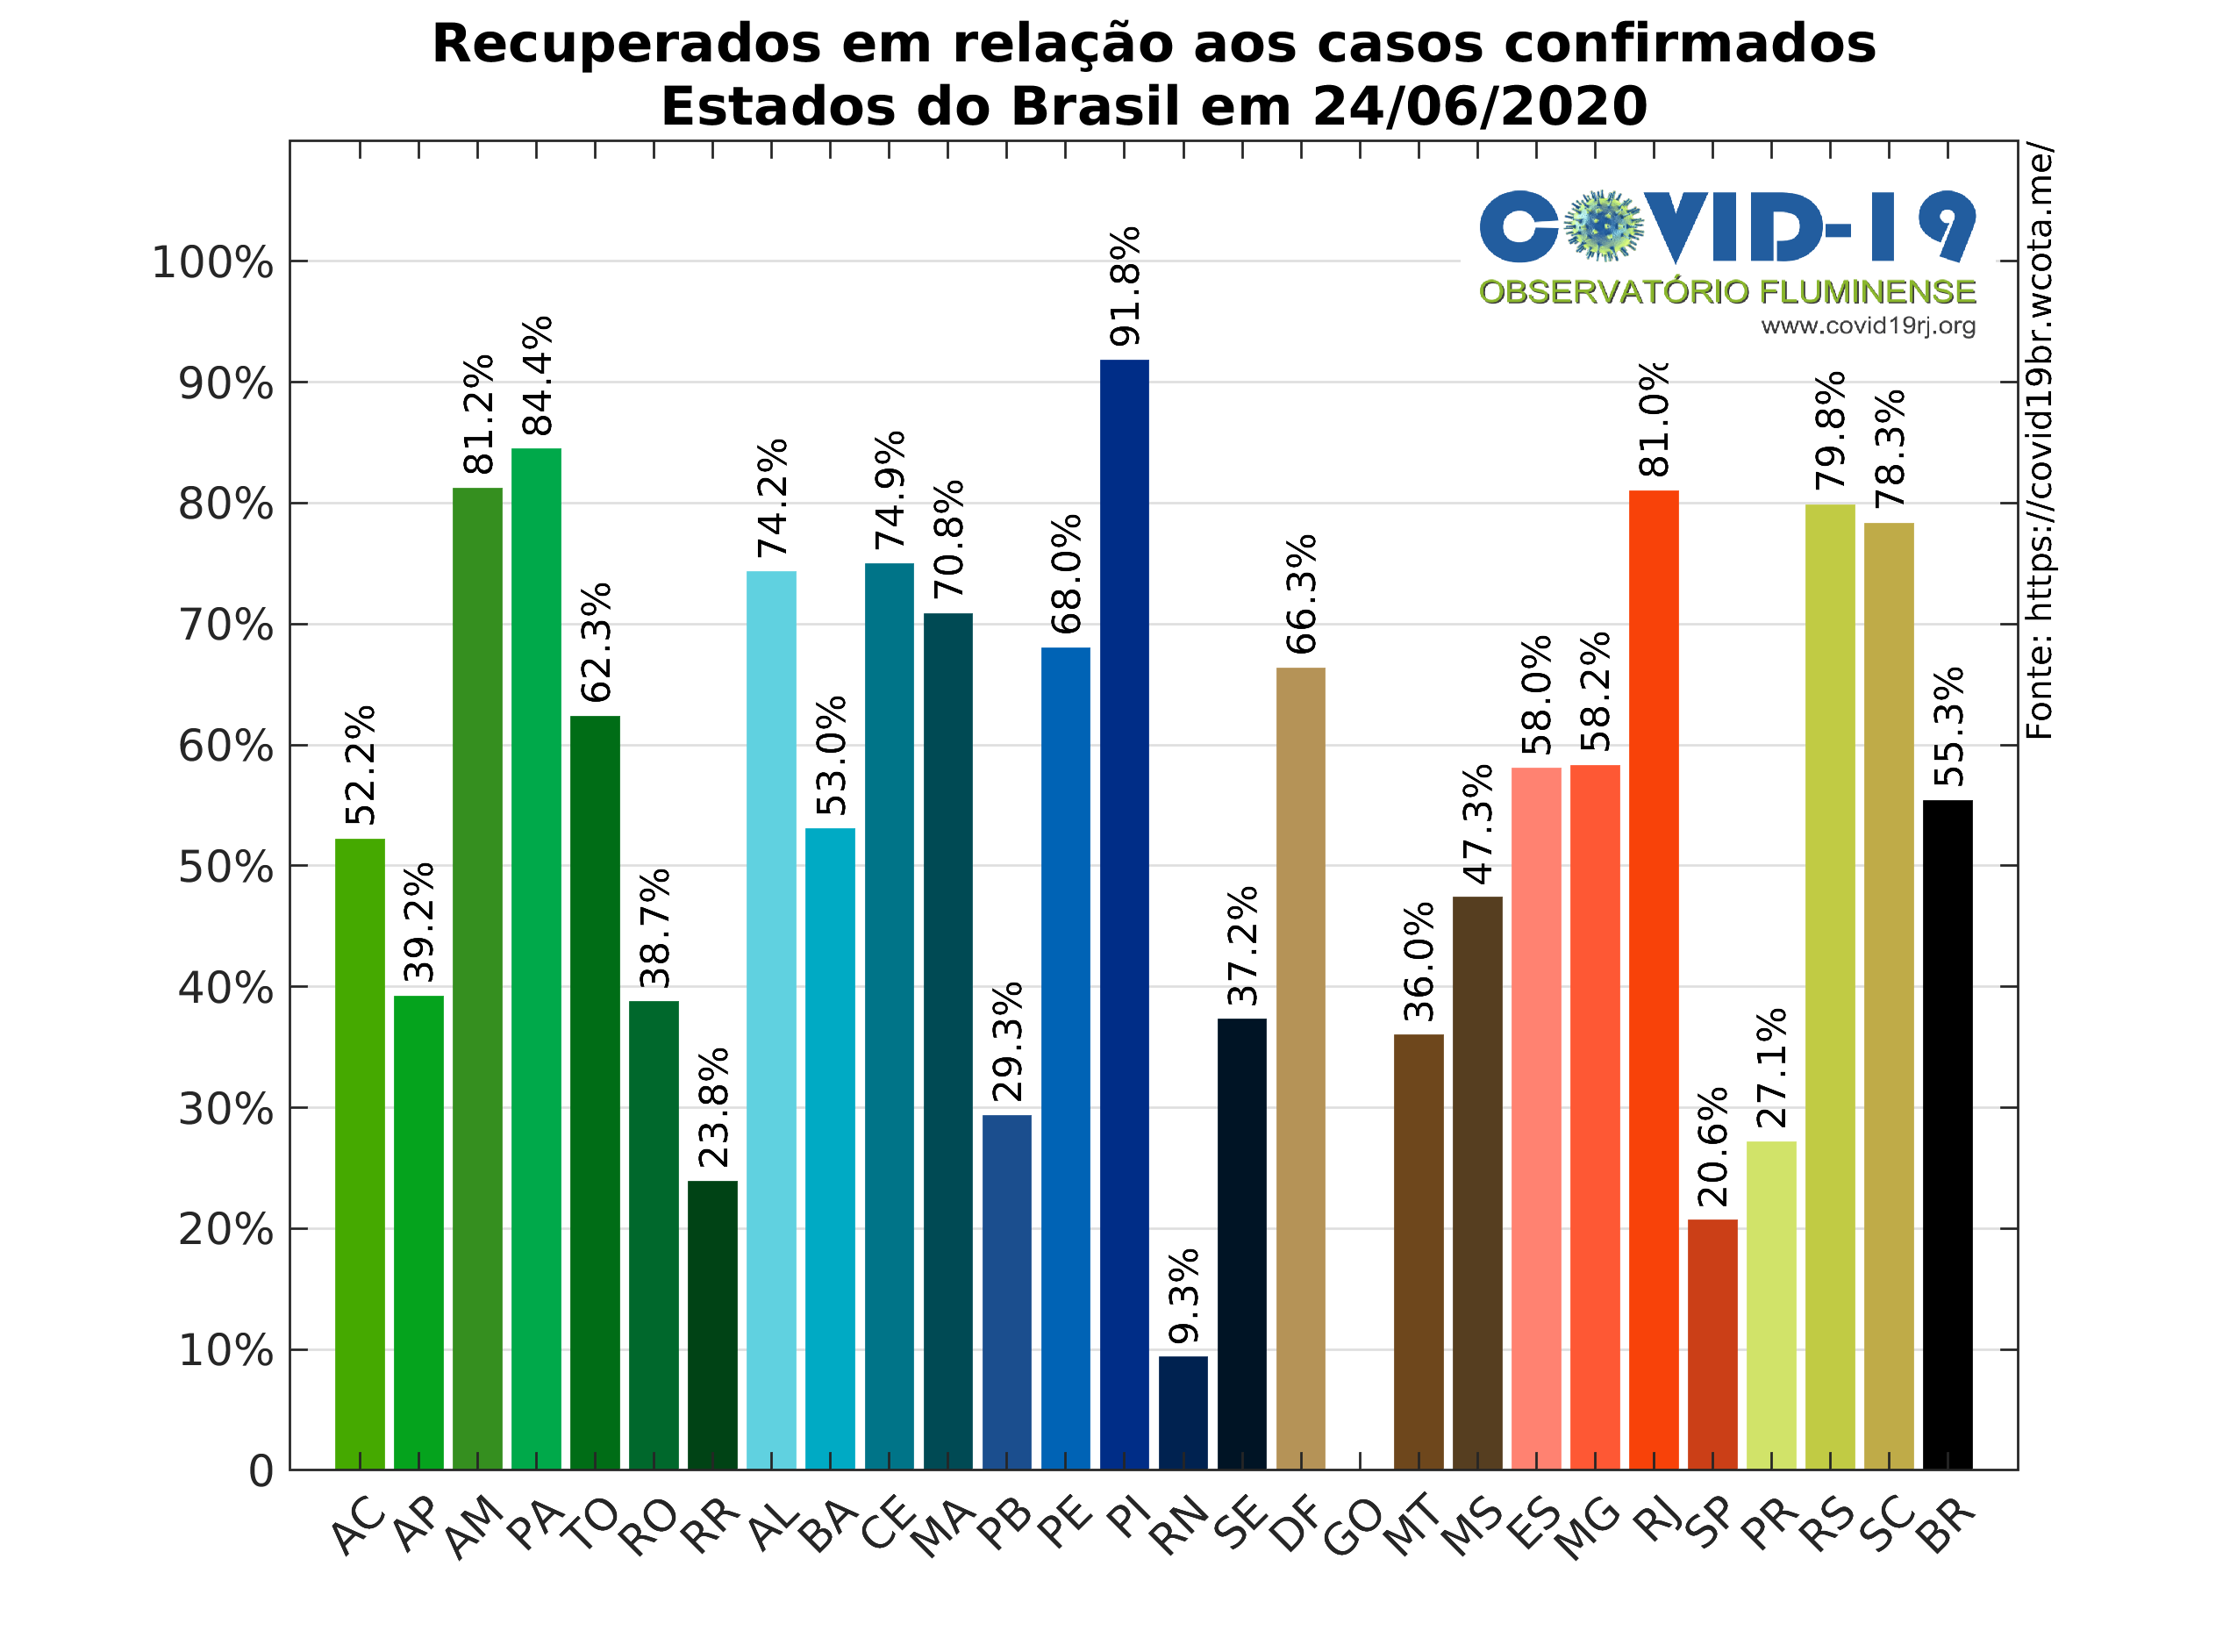 Recuperados em relação aos casos confirmados
Estados do Brasil em 24/06/2020
COVID-19
OBSERVATÓRIO FLUMINENSE
www.covid19rj.org
Fonte: https://covid19br.wcota.me/
100%
90%
80%
70%
60%
50%
40%
30%
20%
10%
0
52.2%
39.2%
81.2%
84.4%
62.3%
38.7%
23.8%
74.2%
53.0%
74.9%
70.8%
29.3%
68.0%
91.8%
9.3%
37.2%
66.3%
36.0%
47.3%
58.0%
58.2%
81.0%
20.6%
27.1%
79.8%
78.3%
55.3%
AC
AP
AM
PA
TO
RO
RR
AL
BA
CE
MA
PB
PE
PI
RN
SE
DF
GO
MT
MS
ES
MG
RJ
SP
PR
RS
SC
BR